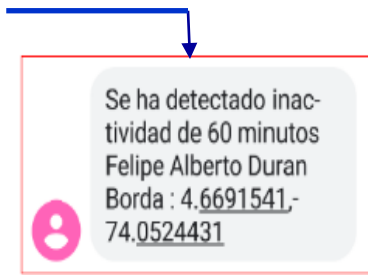 Se ha detectado inac-
tividad de 60 minutos
Felipe Alberto Duran
Borda : 4.6691541,-
74.0524431